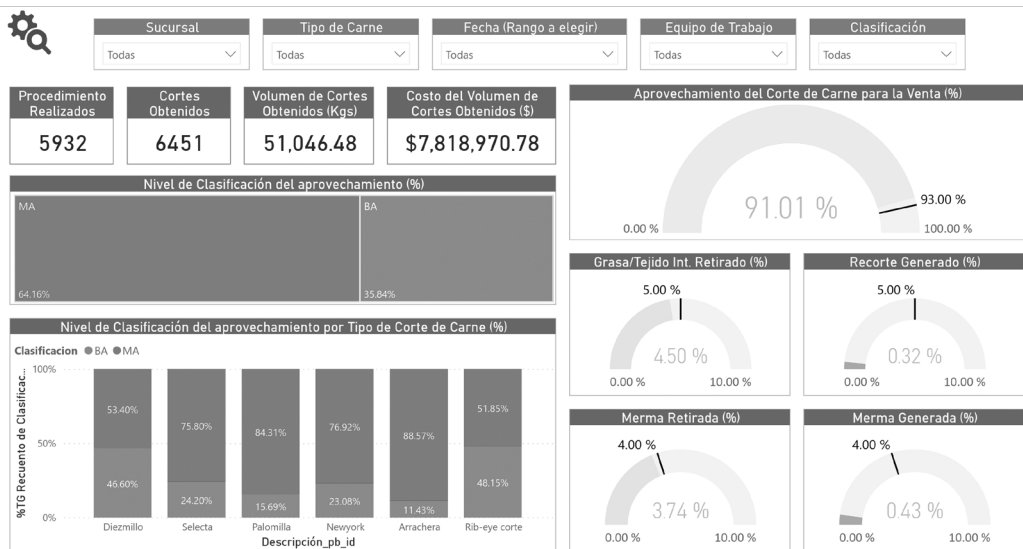 Sucursal
Todas
Tipo de Carne
Todas
Fecha (Rango a elegir)
Todas
Equipo de Trabajo
Todas
Clasificación
Todas
Procedimiento
Realizados
5932
Cortes
Obtenidos
6451
Volumen de Cortes
Obtenidos (Kgs)
51,046.48
Costo del Volumen de
Cortes Obtenidos ($)
$7,818,970.78
Aprovechamiento del Corte de Carne para la Venta (%)
91.01 %
93.00 %
0.00 %
100.00 %
Nivel de Clasificación del aprovechamiento (%)
MA
64.16%
BA
35.84%
Grasa/Tejido Int. Retirado (%)
5.00 %
4.50 %
0.00 %
10.00 %
Recorte Generado (%)
5.00 %
0.32 %
0.00 %
10.00 %
Nivel de Clasificación del aprovechamiento por Tipo de Corte de Carne (%)
Clasificacion BA MA
%TG Recuento de Clasificac...
100%
50%
0%
53.40%
46.60%
Diezmillo
75.80%
24.20%
Selecta
84.31%
15.69%
Palomilla
76.92%
23.08%
Newyork
88.57%
11.43%
Arrachera
51.85%
48.15%
Rib-eye corte
Descripción_pb_id
Merma Retirada (%)
4.00 %
3.74 %
0.00 %
10.00 %
Merma Generada (%)
4.00 %
0.43 %
0.00 %
10.00 %